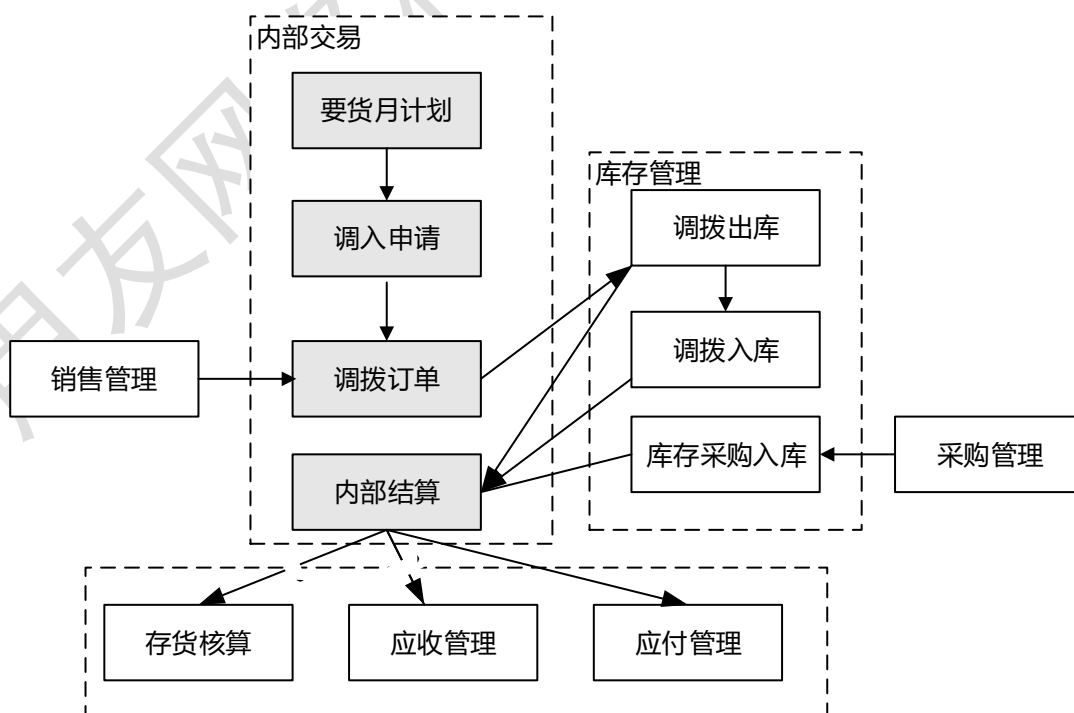 内部交易
要货月计划
库存管理
调拨出库
调入申请
调拨入库
销售管理
调拨订单
库存采购入库
采购管理
内部结算
存货核算
应收管理
应付管理
用友网